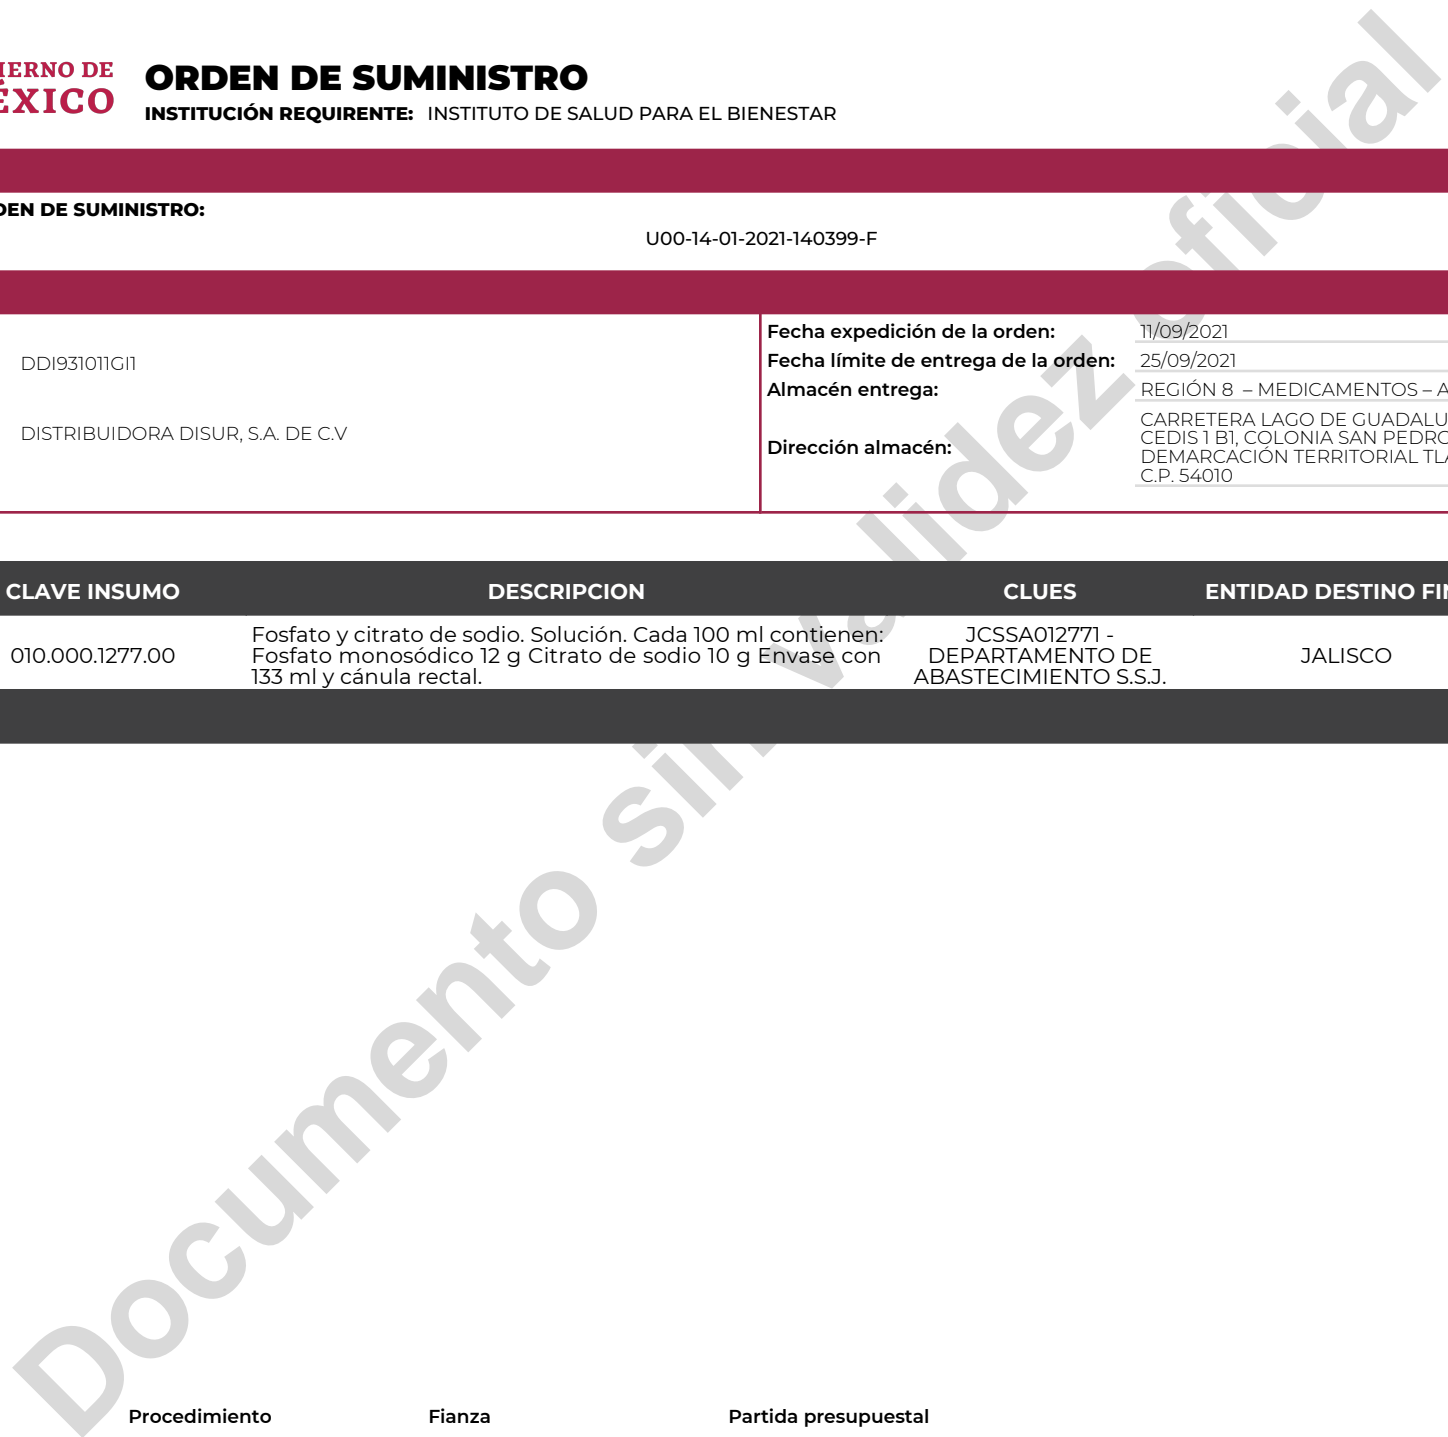 IERNO DE
ÉXICO
ORDEN DE SUMINISTRO
INSTITUCIÓN REQUIRENTE: INSTITUTO DE SALUD PARA EL BIENESTAR
DEN DE SUMINISTRO:
U00-14-01-2021-140399-F
DDI931011GI1
DISTRIBUIDORA DISUR, S.A. DE C.V
Fecha expedición de la orden: 11/09/2021
Fecha límite de entrega de la orden: 25/09/2021
Almacén entrega: REGIÓN 8 – MEDICAMENTOS – A
Dirección almacén:
CARRETERA LAGO DE GUADALU
CEDIS 1 B1, COLONIA SAN PEDRO
DEMARCACIÓN TERRITORIAL TLA
C.P. 54010
CLAVE INSUMO DESCRIPCION CLUES ENTIDAD DESTINO FIN
010.000.1277.00
Fosfato y citrato de sodio. Solución. Cada 100 ml contienen:
Fosfato monosódico 12 g Citrato de sodio 10 g Envase con
133 ml y cánula rectal.
JCSSA012771 -
DEPARTAMENTO DE
ABASTECIMIENTO S.S.J.
JALISCO
Documento sin validez oficial
Procedimiento Fianza Partida presupuestal